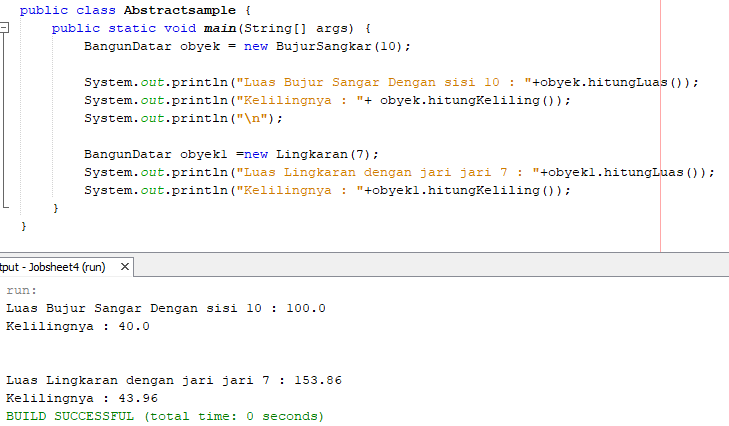 public class Abstractsample {
public static void main(String[] args) {
BangunDatar obyek = new BujurSangkar(10);
System.out.println("Luas Bujur Sangar Dengan sisi 10 : "+obyek.hitungLuas());
System.out.println("Kelilingnya : "+ obyek.hitungKeliling());
System.out.println("\n");
BangunDatar obyek1 =new Lingkaran(7);
System.out.println("Luas Lingkaran dengan jari jari 7 : "+obyek1.hitungLuas());
System.out.println("Kelilingnya : "+obyek1.hitungKeliling());
}
}
tput - Jobsheet4 (run)
run:
Luas Bujur Sangar Dengan sisi 10 : 100.0
Kelilingnya : 40.0
Luas Lingkaran dengan jari jari 7 : 153.86
Kelilingnya : 43.96
BUILD SUCCESSFUL (total time: 0 seconds)